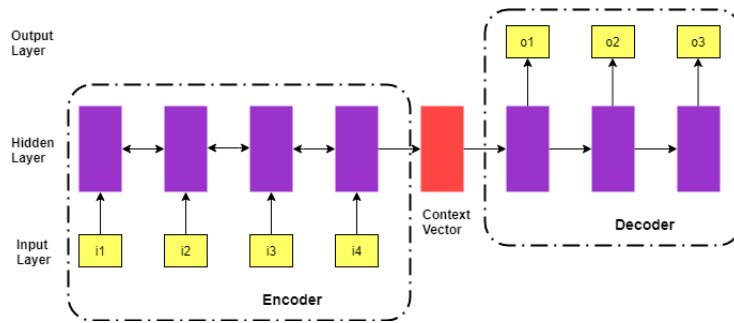 Output
Layer
o1
o2
o3
Hidden
Layer
Context
Vector
Decoder
Input
Layer
i1
i2
i3
i4
Encoder